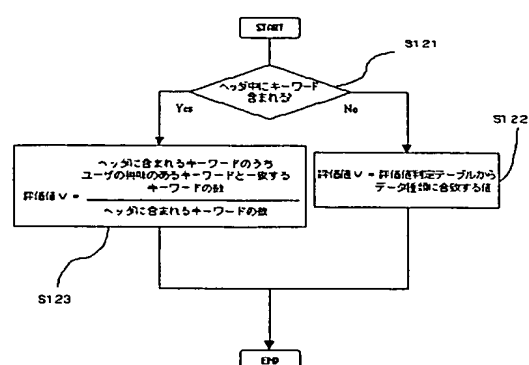 START
S121
ヘッダ中にキーワード
含まれる?
Yes
No
S122
ヘッダに含まれるキーワードのうち
ユーザの興味のあるキーワードと一致する
キーワードの数
評価値 V =
ヘッダに含まれるキーワードの数
評価値 V = 評価値判定テーブルから
データ種類に合致する値
S123
END